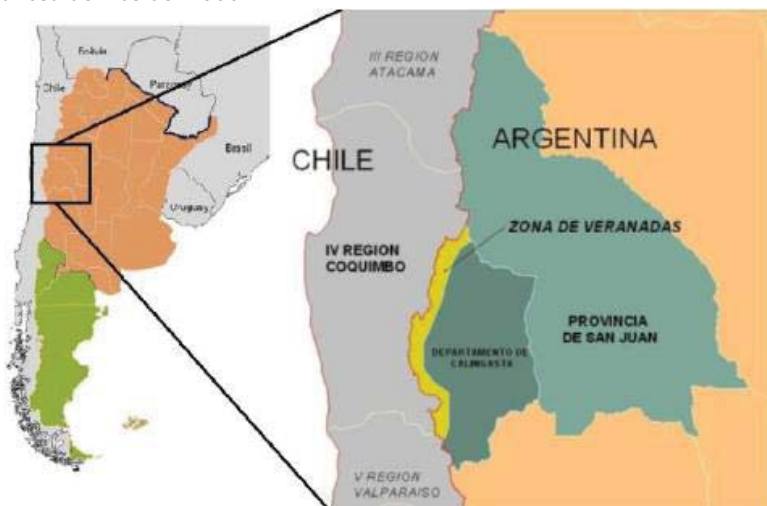 Bolivia
Paraguay
Chile
Brasil
Uruguay
III REGION
ATACAMA
CHILE
ARGENTINA
ZONA DE VERANADAS
IV REGION
COQUIMBO
PROVINCIA
DE SAN JUAN
DEPARTAMENTO DE
CALINGASTA
V REGION
VALPARAISO